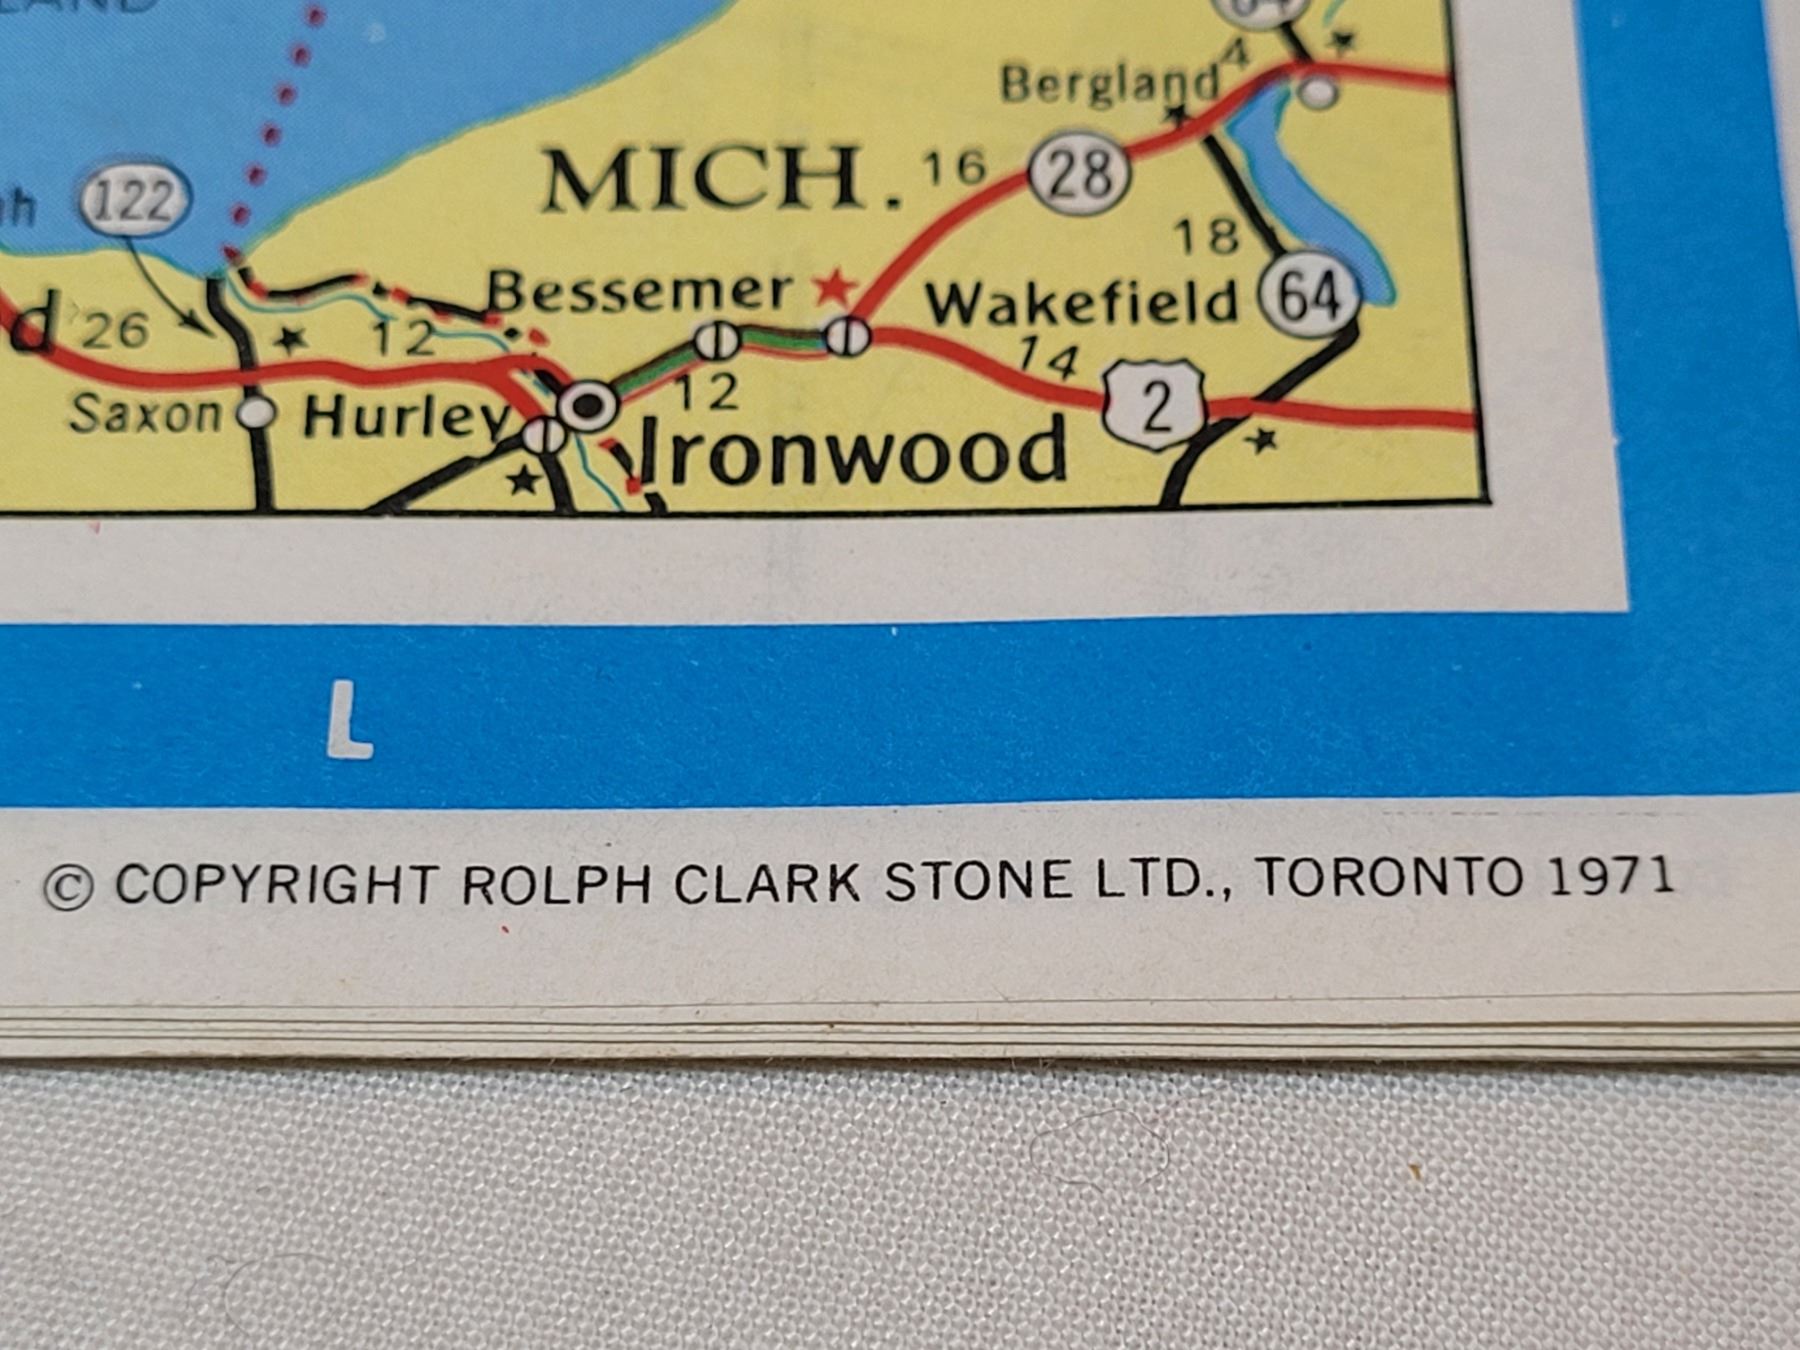 64
4
Bergland
MICH. 16 28
122
18
Bessemer Wakefield 64
26 12
14
12 2
Saxon Hurley
Ironwood
L
© COPYRIGHT ROLPH CLARK STONE LTD., TORONTO 1971